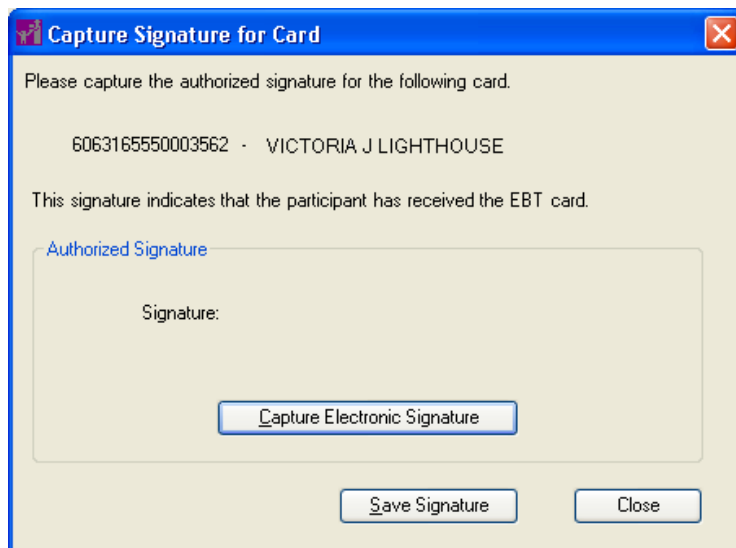 Capture Signature for Card
Please capture the authorized signature for the following card.
6063165550003562 - VICTORIA J LIGHTHOUSE
This signature indicates that the participant has received the EBT card.
Authorized Signature
Signature:
Capture Electronic Signature
Save Signature Close